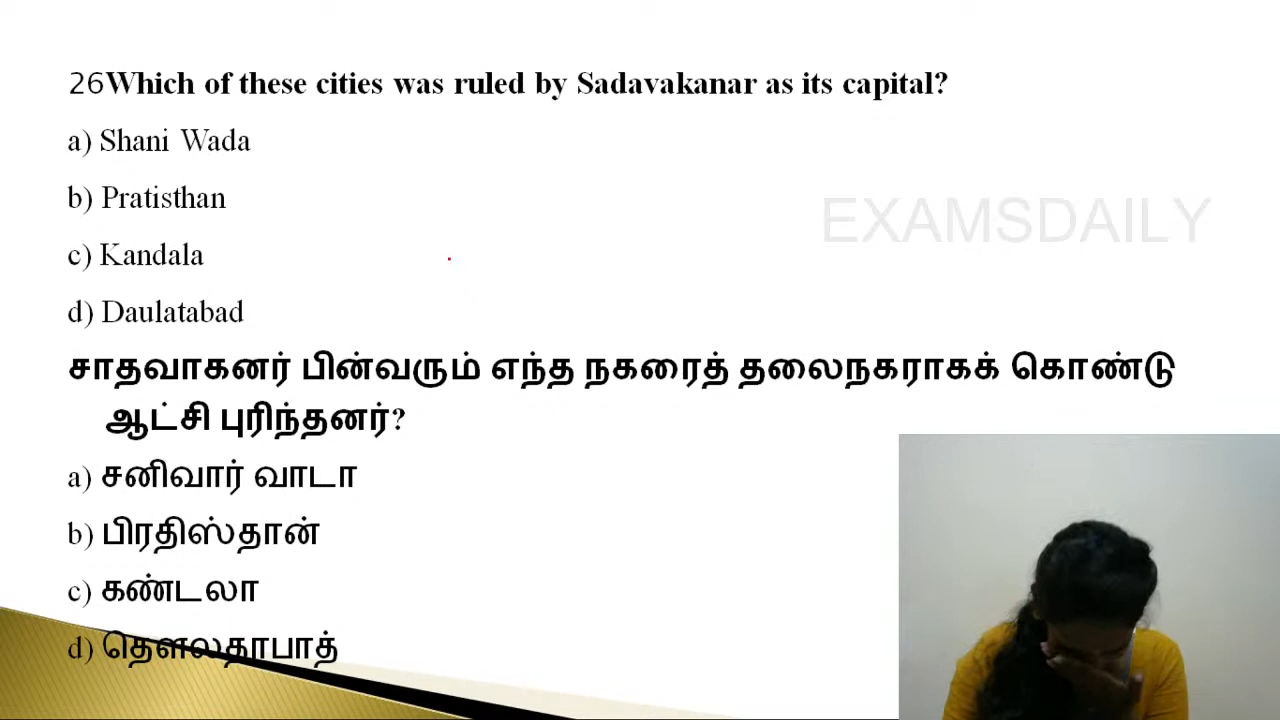 26Which of these cities was ruled by Sadavakanar as its capital?
a) Shani Wada
b) Pratisthan
EXAMSDAILY
c) Kandala
d) Daulatabad
சாதவாகனர் பின்வரும் எந்த நகரைத் தலைநகராகக் கொண்டு
ஆட்சி புரிந்தனர்?
a) சனிவார் வாடா
b) பிரதிஸ்தான்
c) கண்டலா
d) தௌலதாபாத்